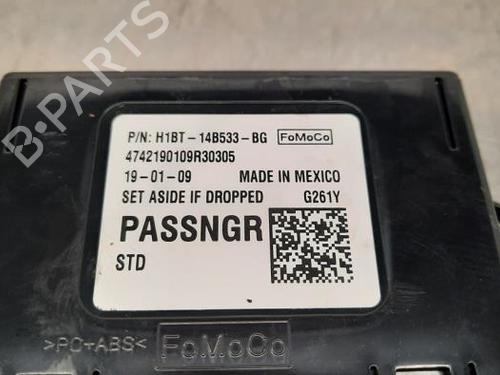 P/N: H1BT-14B533-BG FoMoCo
4742190109R30305
19-01-09 MADE IN MEXICO
SET ASIDE IF DROPPED G261Y
PASSNGR
STD
>PC+ABS< FoMoCo